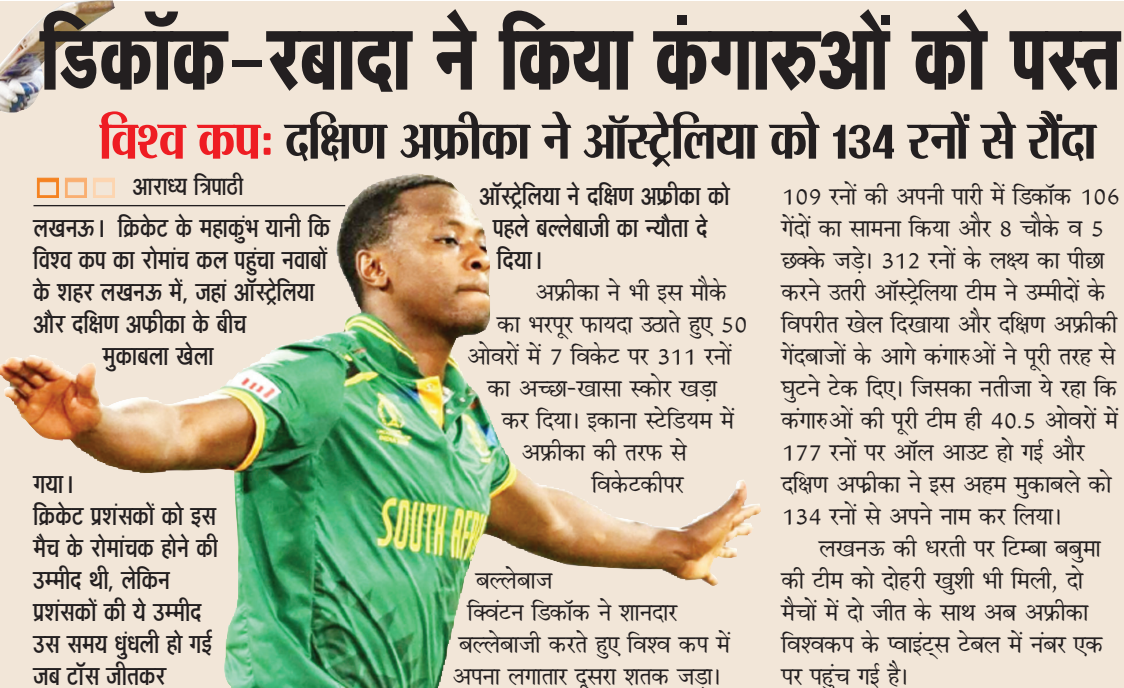 डिकॉक-रबादा ने किया कंगारुओं को पस्त
विश्व कप: दक्षिण अफ्रीका ने ऑस्ट्रेलिया को 134 रनों से रौंदा
आराध्य त्रिपाठी
लखनऊ। क्रिकेट के महाकुंभ यानी कि
विश्व कप का रोमांच कल पहुंचा नवाबों
के शहर लखनऊ में, जहां ऑस्ट्रेलिया
और दक्षिण अफ्रीका के बीच
मुकाबला खेला
गया।
क्रिकेट प्रशंसकों को इस
मैच के रोमांचक होने की
उम्मीद थी, लेकिन
प्रशंसकों की ये उम्मीद
उस समय धुंधली हो गई
जब टॉस जीतकर
ऑस्ट्रेलिया ने दक्षिण अफ्रीका को
पहले बल्लेबाजी का न्यौता दे
दिया।
अफ्रीका ने भी इस मौके
का भरपूर फायदा उठाते हुए 50
ओवरों में 7 विकेट पर 311 रनों
का अच्छा-खासा स्कोर खड़ा
कर दिया। इकाना स्टेडियम में
अफ्रीका की तरफ से
विकेटकीपर
बल्लेबाज
क्विंटन डिकॉक ने शानदार
बल्लेबाजी करते हुए विश्व कप में
अपना लगातार दूसरा शतक जड़ा।
109 रनों की अपनी पारी में डिकॉक 106
गेंदों का सामना किया और 8 चौके व 5
छक्के जड़े। 312 रनों के लक्ष्य का पीछा
करने उतरी ऑस्ट्रेलिया टीम ने उम्मीदों के
विपरीत खेल दिखाया और दक्षिण अफ्रीकी
गेंदबाजों के आगे कंगारुओं ने पूरी तरह से
घुटने टेक दिए। जिसका नतीजा ये रहा कि
कंगारुओं की पूरी टीम ही 40.5 ओवरों में
177 रनों पर ऑल आउट हो गई और
दक्षिण अफ्रीका ने इस अहम मुकाबले को
134 रनों से अपने नाम कर लिया।
लखनऊ की धरती पर टिम्बा बबुमा
की टीम को दोहरी खुशी भी मिली, दो
मैचों में दो जीत के साथ अब अफ्रीका
विश्वकप के प्वाइंट्स टेबल में नंबर एक
पर पहुंच गई है।
SOUTH AFR